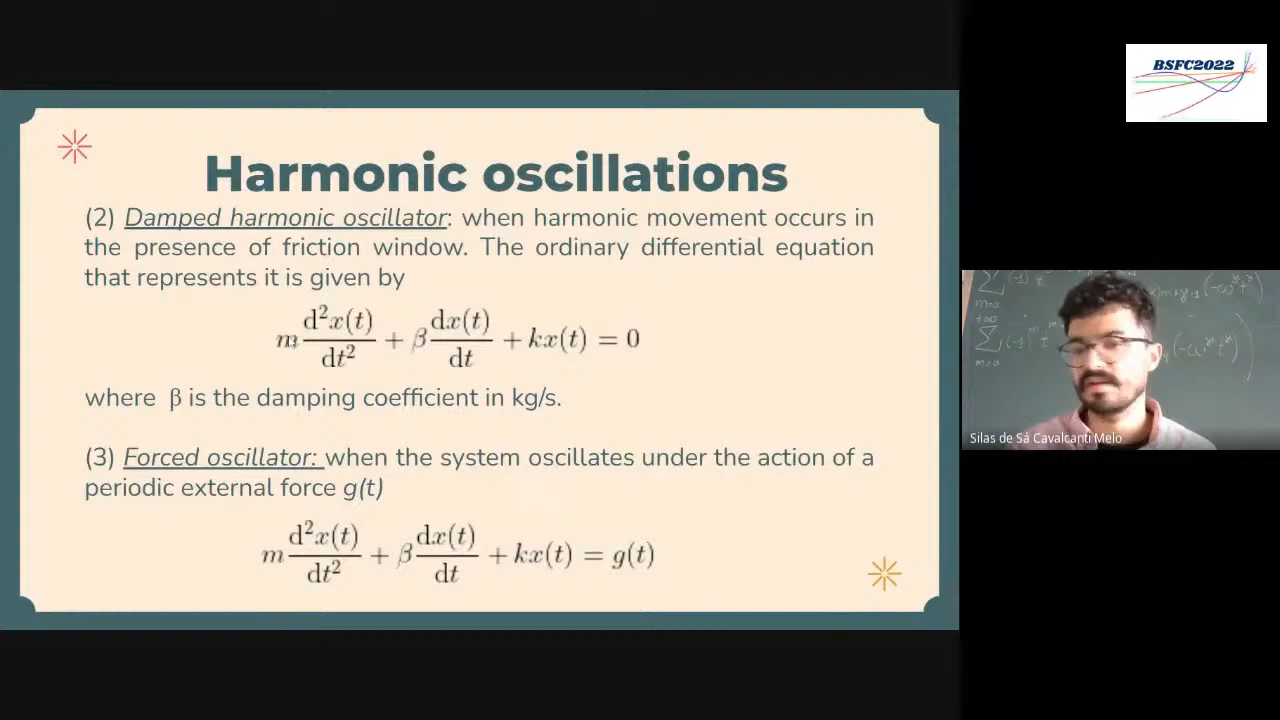 Harmonic oscillations
(2) Damped harmonic oscillator: when harmonic movement occurs in
the presence of friction window. The ordinary differential equation
that represents it is given by
m d²x(t)/dt² + β dx(t)/dt + kx(t) = 0
where β is the damping coefficient in kg/s.
(3) Forced oscillator: when the system oscillates under the action of a
periodic external force g(t)
m d²x(t)/dt² + β dx(t)/dt + kx(t) = g(t)
BSFC2022
Silas de Sá Cavalcanti Melo